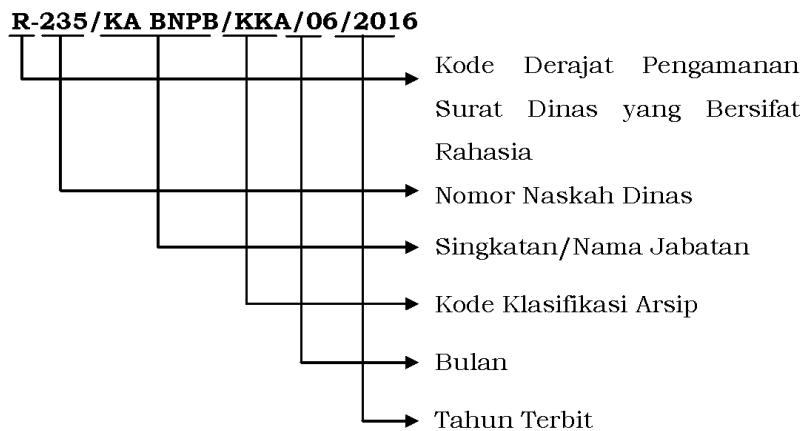 R-235/KA BNPB/KKA/06/2016
Kode Derajat Pengamanan
Surat Dinas yang Bersifat
Rahasia
Nomor Naskah Dinas
Singkatan/Nama Jabatan
Kode Klasifikasi Arsip
Bulan
Tahun Terbit